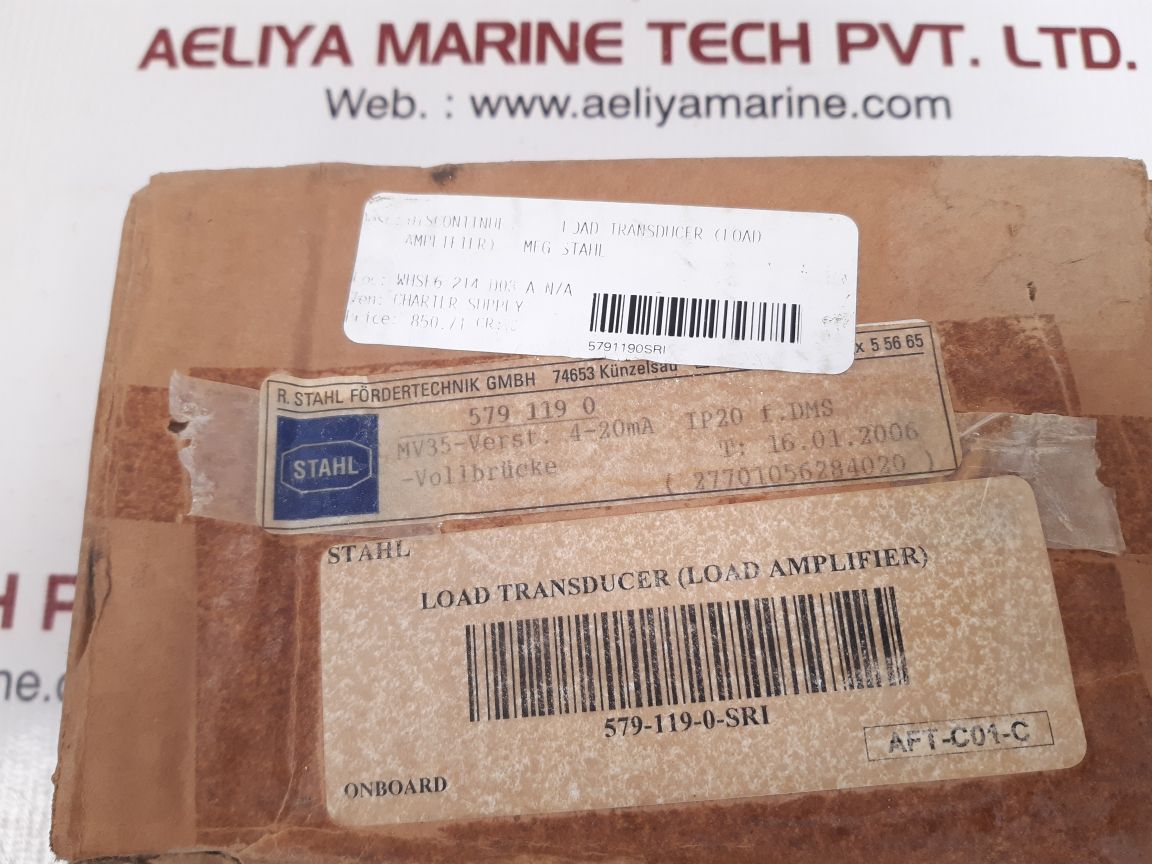 AELIYA MARINE TECH PVT. LTD.
Web. : www.aeliyamarine.com
LOAD TRANSDUCER (LOAD
AMPLIFIER) MFG STAHL
WHSE6 214 D03 A N/A
Ven: CHARTER SUPPLY
Price: 850.71
5791190SRI
R. STAHL FÖRDERTECHNIK GMBH 74653 Künzelsau x 5 56 65
STAHL
579 119 0
MV35-Verst. 4-20mA IP20 f.DMS
-Vollbrücke T: 16.01.2006
( 27701056284020 )
STAHL
LOAD TRANSDUCER (LOAD AMPLIFIER)
579-119-0-SRI
AFT-C01-C
ONBOARD